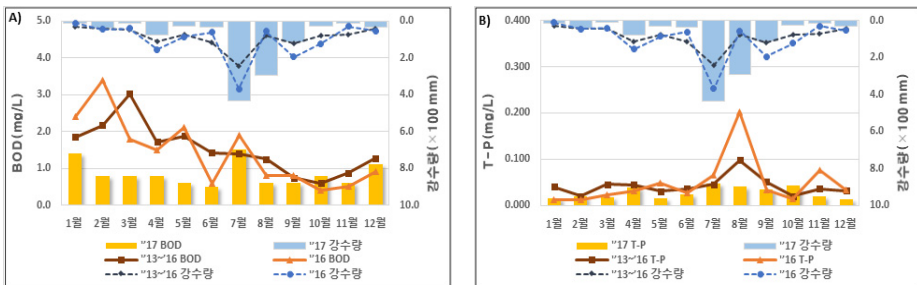 A)
5.0
4.0
3.0
2.0
1.0
0.0
BOD (mg/L)
0.0
2.0
4.0
6.0
8.0
10.0
강수량(×100 mm)
1월 2월 3월 4월 5월 6월 7월 8월 9월 10월 11월 12월
"17 BOD "17 강수량
"13~'16 BOD "16 BOD
"13~'16 강수량 "16 강수량
B)
0.400
0.300
0.200
0.100
0.000
T-P(mg/L)
0.0
2.0
4.0
6.0
8.0
10.0
강수량(×100 mm)
1월 2월 3월 4월 5월 6월 7월 8월 9월 10월 11월 12월
"17 T-P "17 강수량
"13~'16 T-P "16 T-P
"13~'16 강수량 "16 강수량